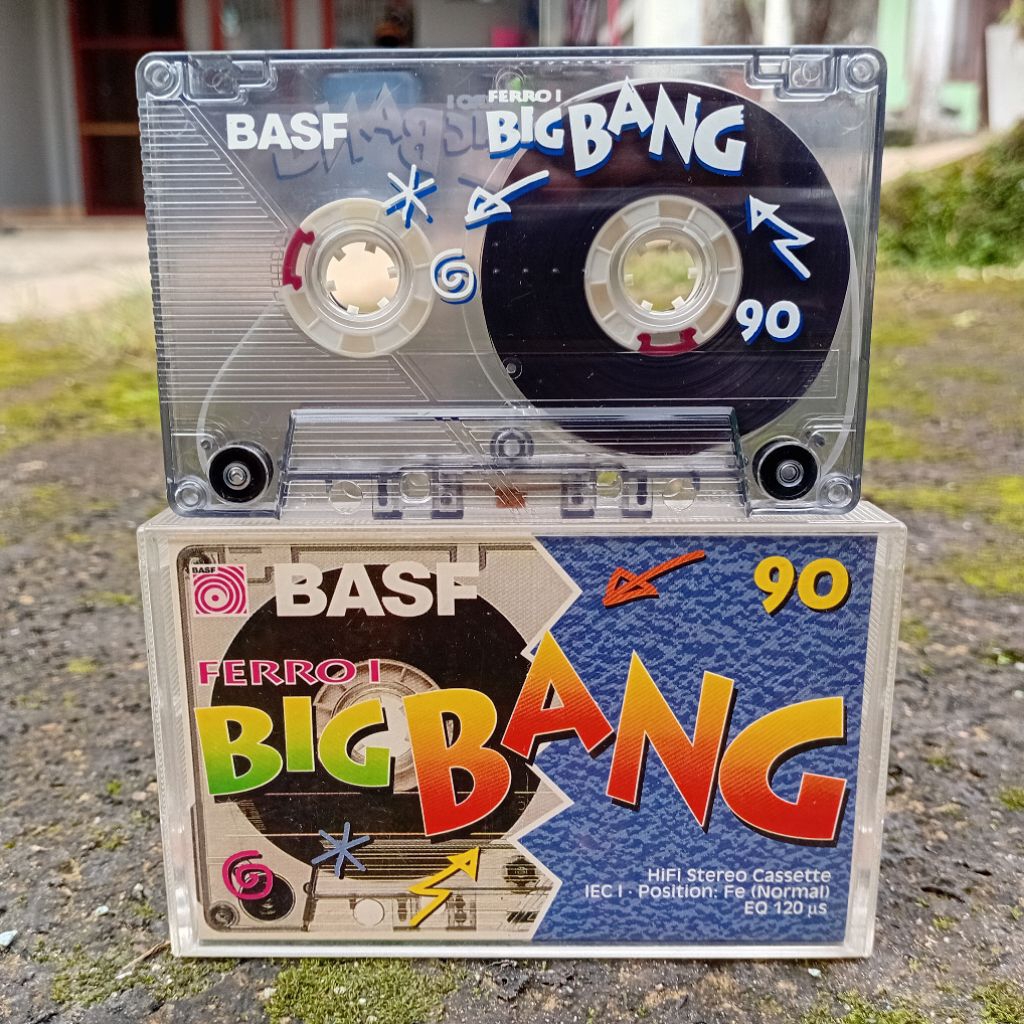 BASF
FERRO I
BIG BANG
90
BASF
BASF
90
FERRO I
BIG BANG
HiFi Stereo Cassette
IEC I · Position: Fe (Normal)
EQ 120 µs